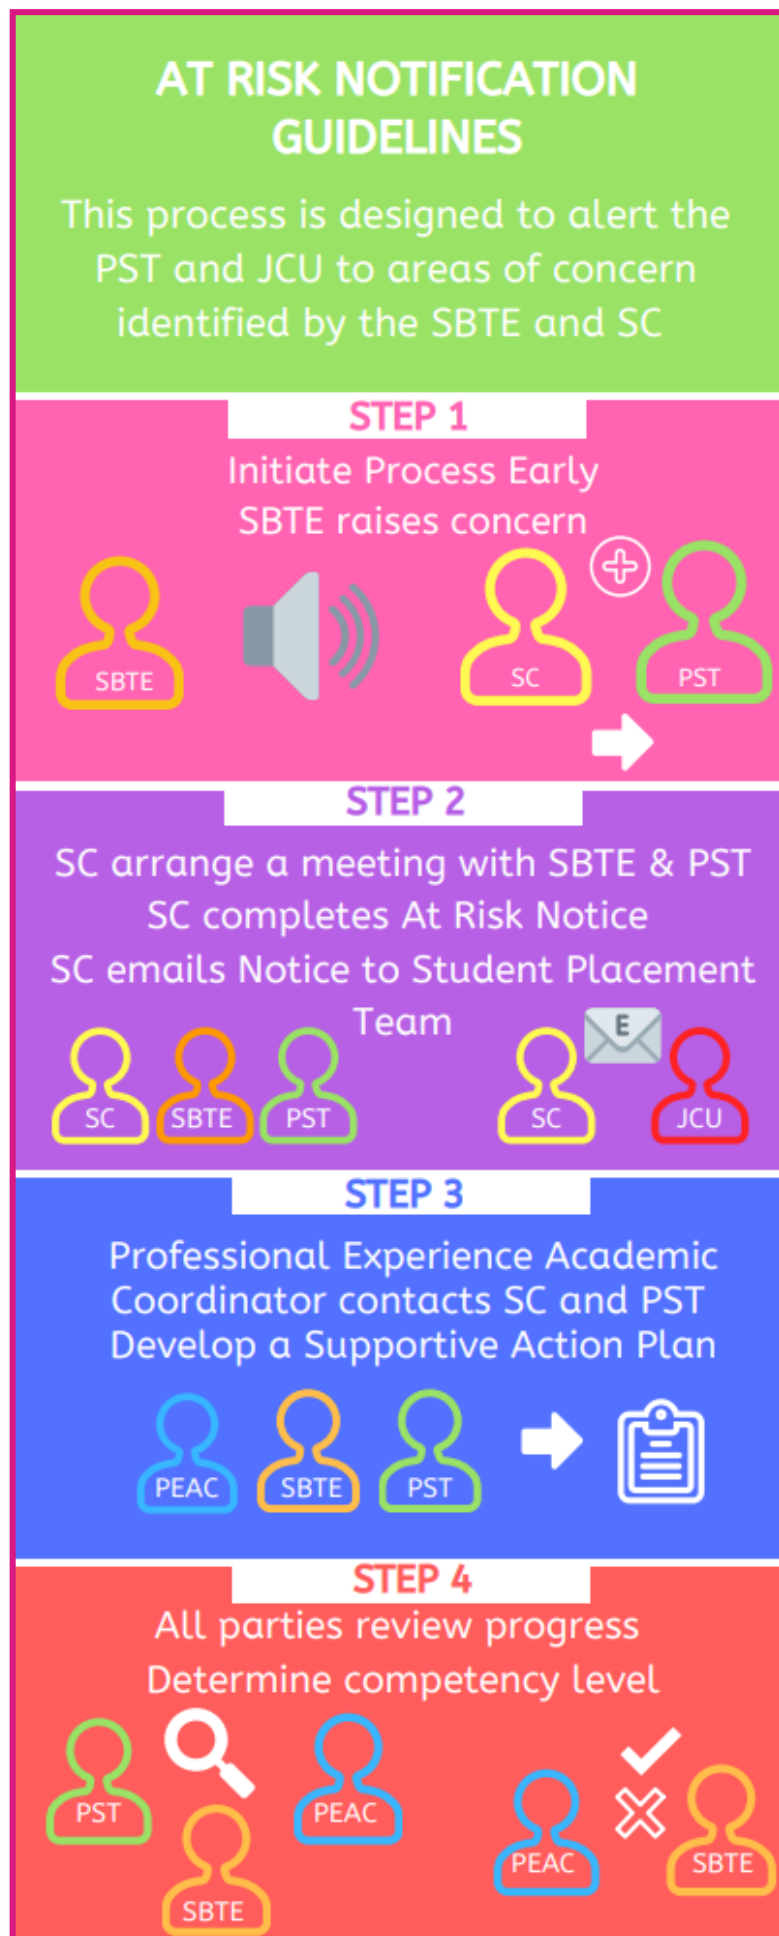 AT RISK NOTIFICATION
GUIDELINES
This process is designed to alert the
PST and JCU to areas of concern
identified by the SBTE and SC
STEP 1
Initiate Process Early
SBTE raises concern
SBTE
SC
PST
STEP 2
SC arrange a meeting with SBTE & PST
SC completes At Risk Notice
SC emails Notice to Student Placement
Team
E
SC
SBTE
PST
SC
JCU
STEP 3
Professional Experience Academic
Coordinator contacts SC and PST
Develop a Supportive Action Plan
PEAC
SBTE
PST
STEP 4
All parties review progress
Determine competency level
PST
PEAC
SBTE
PEAC
SBTE